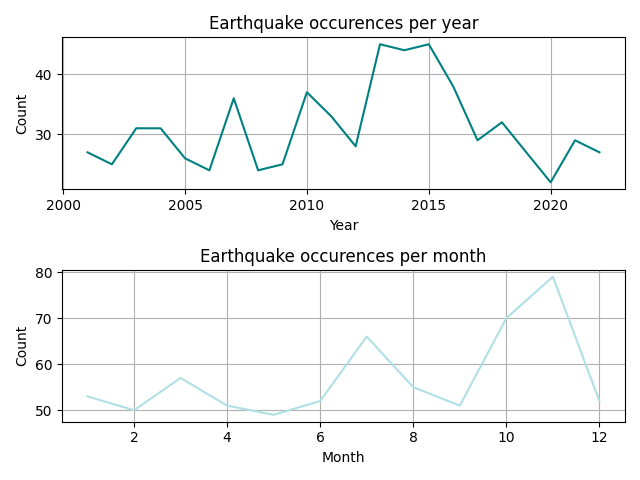 Earthquake occurences per year
40
30
Count
2000 2005 2010 2015 2020
Year
Earthquake occurences per month
80
70
60
50
Count
2 4 6 8 10 12
Month